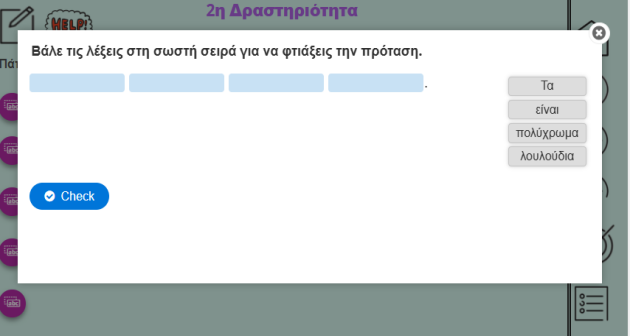 2η Δραστηριότητα
HELP!
Βάλε τις λέξεις στη σωστή σειρά για να φτιάξεις την πρόταση.
.
Τα
είναι
πολύχρωμα
λουλούδια
Check